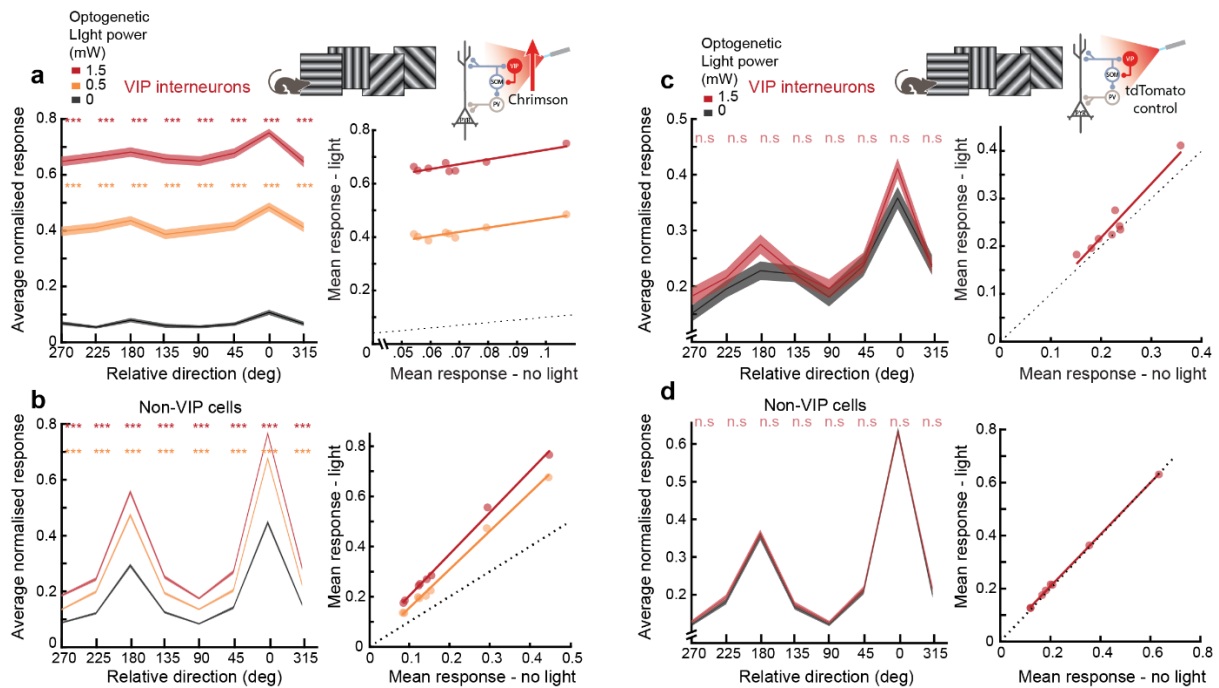 Optogenetic
LIght power
(mW)
1.5
0.5
0
a
VIP interneurons
VIP
SOM
PV
PYR
Chrimson
*** *** *** *** *** *** *** ***
*** *** *** *** *** *** *** ***
Average normalised response
0.8
0.6
0.4
0.2
0
270 225 180 135 90 45 0 315
Relative direction (deg)
Mean response - light
0.8
0.6
0.4
0.2
0 .05 .06 .07 .08 .09 .1
Mean response - no light
b
Non-VIP cells
*** *** *** *** *** *** *** ***
*** *** *** *** *** *** *** ***
Average normalised response
0.8
0.6
0.4
0.2
0
270 225 180 135 90 45 0 315
Relative direction (deg)
Mean response - light
0.8
0.6
0.4
0.2
0
0 0.1 0.2 0.3 0.4 0.5
Mean response - no light
c
Optogenetic
Light power
(mW)
1.5
0
VIP interneurons
VIP
SOM
PV
PYR
tdTomato
control
n.s n.s n.s n.s n.s n.s n.s n.s
Average normalised response
0.5
0.4
0.3
0.2
270 225 180 135 90 45 0 315
Relative direction (deg)
Mean response - light
0.4
0.3
0.2
0.1
0
0 0.1 0.2 0.3 0.4
Mean response - no light
d
Non-VIP cells
n.s n.s n.s n.s n.s n.s n.s n.s
Average normalised response
0.6
0.5
0.4
0.3
0.2
270 225 180 135 90 45 0 315
Relative direction (deg)
Mean response - light
0.8
0.6
0.4
0.2
0
0 0.2 0.4 0.6 0.8
Mean response - no light